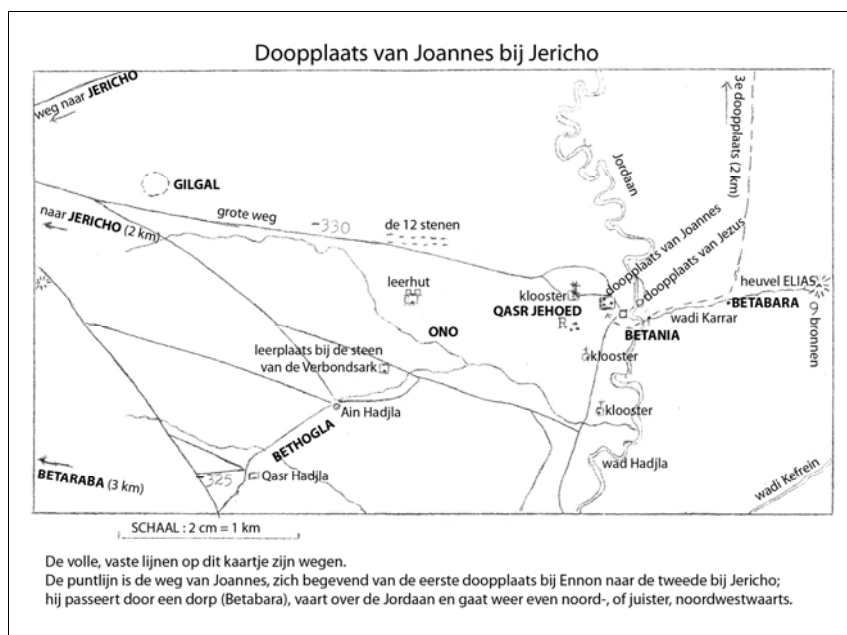 Doopplaats van Joannes bij Jericho
weg naar JERICHO
3e doopplaats (2 km)
Jordaan
GILGAL
naar JERICHO (2 km)
grote weg
-330
de 12 stenen
doopplaats van Joannes
doopplaats van Jezus
leerhut
klooster
QASR JEHOED
heuvel ELIAS
BETABARA
wadi Karrar
bronnen
R
ONO
BETANIA
leerplaats bij de steen
van de Verbondsark
klooster
Ain Hadjla
klooster
BETHOGLA
wad Hadjla
BETARABA (3 km)
-325
Qasr Hadjla
wadi Kefrein
SCHAAL : 2 cm = 1 km
De volle, vaste lijnen op dit kaartje zijn wegen.
De puntlijn is de weg van Joannes, zich begevend van de eerste doopplaats bij Ennon naar de tweede bij Jericho;
hij passeert door een dorp (Betabara), vaart over de Jordaan en gaat weer even noord-, of juister, noordwestwaarts.